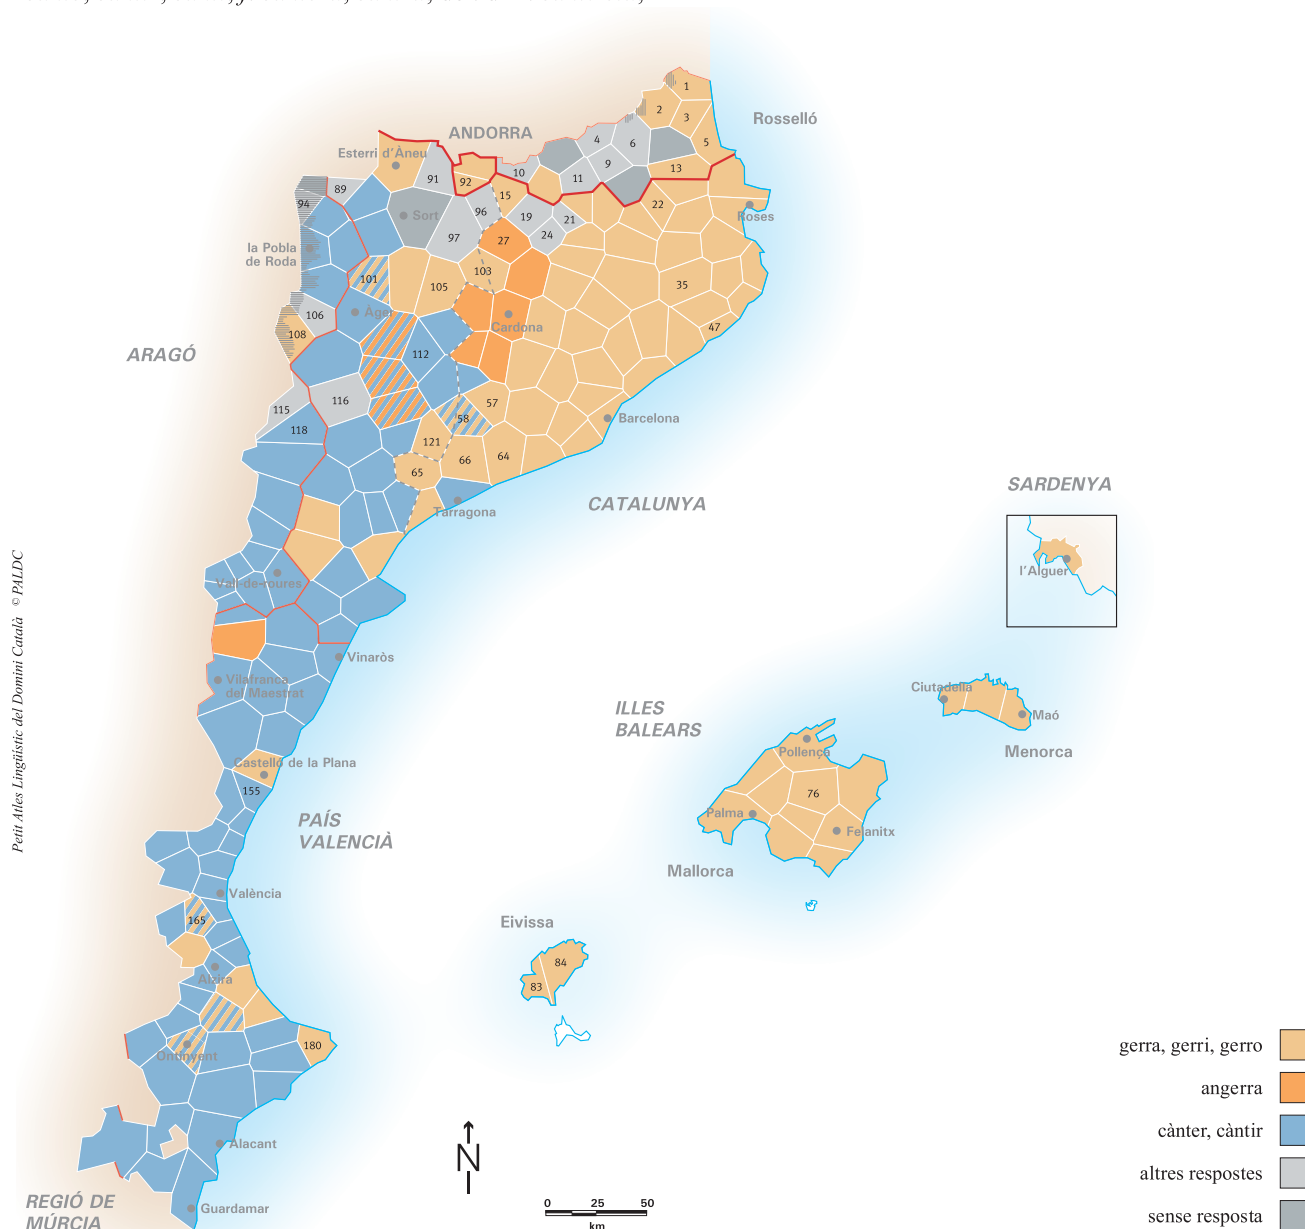 ANDORRA
Rosselló
Esterri d'Àneu
Sort
Roses
la Pobla
de Roda
Àger
Cardona
ARAGÓ
Barcelona
Tarragona
CATALUNYA
SARDENYA
l'Alguer
Vall-de-roures
Vinaròs
Vilafranca
del Maestrat
ILLES
BALEARS
Ciutadella
Maó
Menorca
Pollença
Palma
Felanitx
Mallorca
Castelló de la Plana
PAÍS
VALENCIÀ
València
Eivissa
Alzira
Ontinyent
Alacant
Guardamar
REGIÓ DE
MÚRCIA
1
2
3
4
5
6
9
10
11
13
15
19
21
22
24
27
35
47
57
58
64
65
66
76
83
84
89
91
92
94
96
97
101
103
105
106
108
112
115
116
118
121
155
165
180
N
0 25 50
km
gerra, gerri, gerro
angerra
cànter, càntir
altres respostes
sense resposta
Petit Atles Lingüístic del Domini Català © PALDC